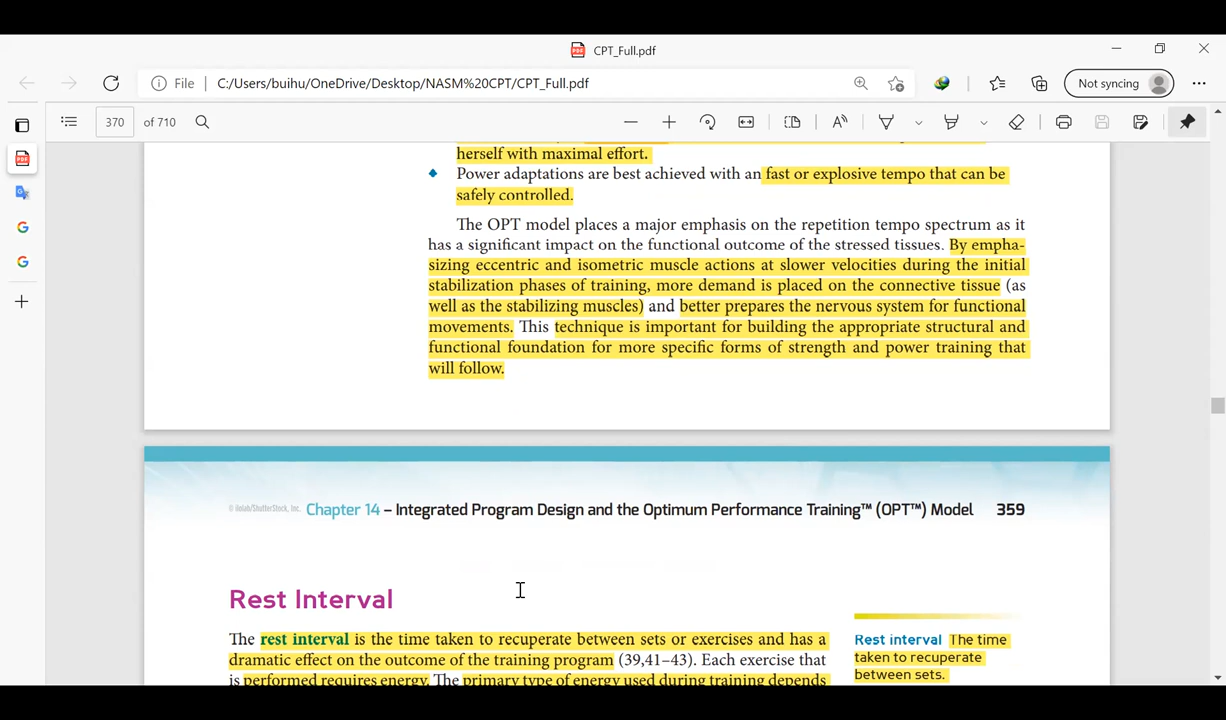 CPT_Full.pdf
File
C:/Users/buihu/OneDrive/Desktop/NASM%20CPT/CPT_Full.pdf
Not syncing
370 of 710
herself with maximal effort.
Power adaptations are best achieved with an fast or explosive tempo that can be
safely controlled.
The OPT model places a major emphasis on the repetition tempo spectrum as it
has a significant impact on the functional outcome of the stressed tissues. By empha-
sizing eccentric and isometric muscle actions at slower velocities during the initial
stabilization phases of training, more demand is placed on the connective tissue (as
well as the stabilizing muscles) and better prepares the nervous system for functional
movements. This technique is important for building the appropriate structural and
functional foundation for more specific forms of strength and power training that
will follow.
© ilolab/ShutterStock, Inc. Chapter 14 – Integrated Program Design and the Optimum Performance Training™ (OPT™) Model 359
Rest Interval
The rest interval is the time taken to recuperate between sets or exercises and has a
dramatic effect on the outcome of the training program (39,41–43). Each exercise that
is performed requires energy. The primary type of energy used during training depends
Rest interval The time
taken to recuperate
between sets.